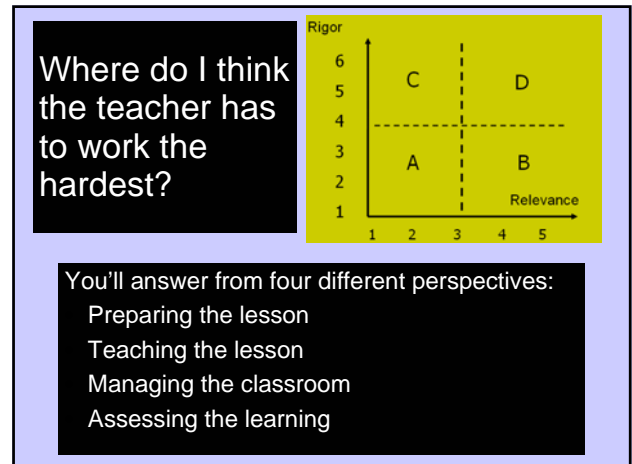 Where do I think
the teacher has
to work the
hardest?
Rigor
6
5
4
3
2
1
C
D
A
B
Relevance
1 2 3 4 5
You'll answer from four different perspectives:
Preparing the lesson
Teaching the lesson
Managing the classroom
Assessing the learning